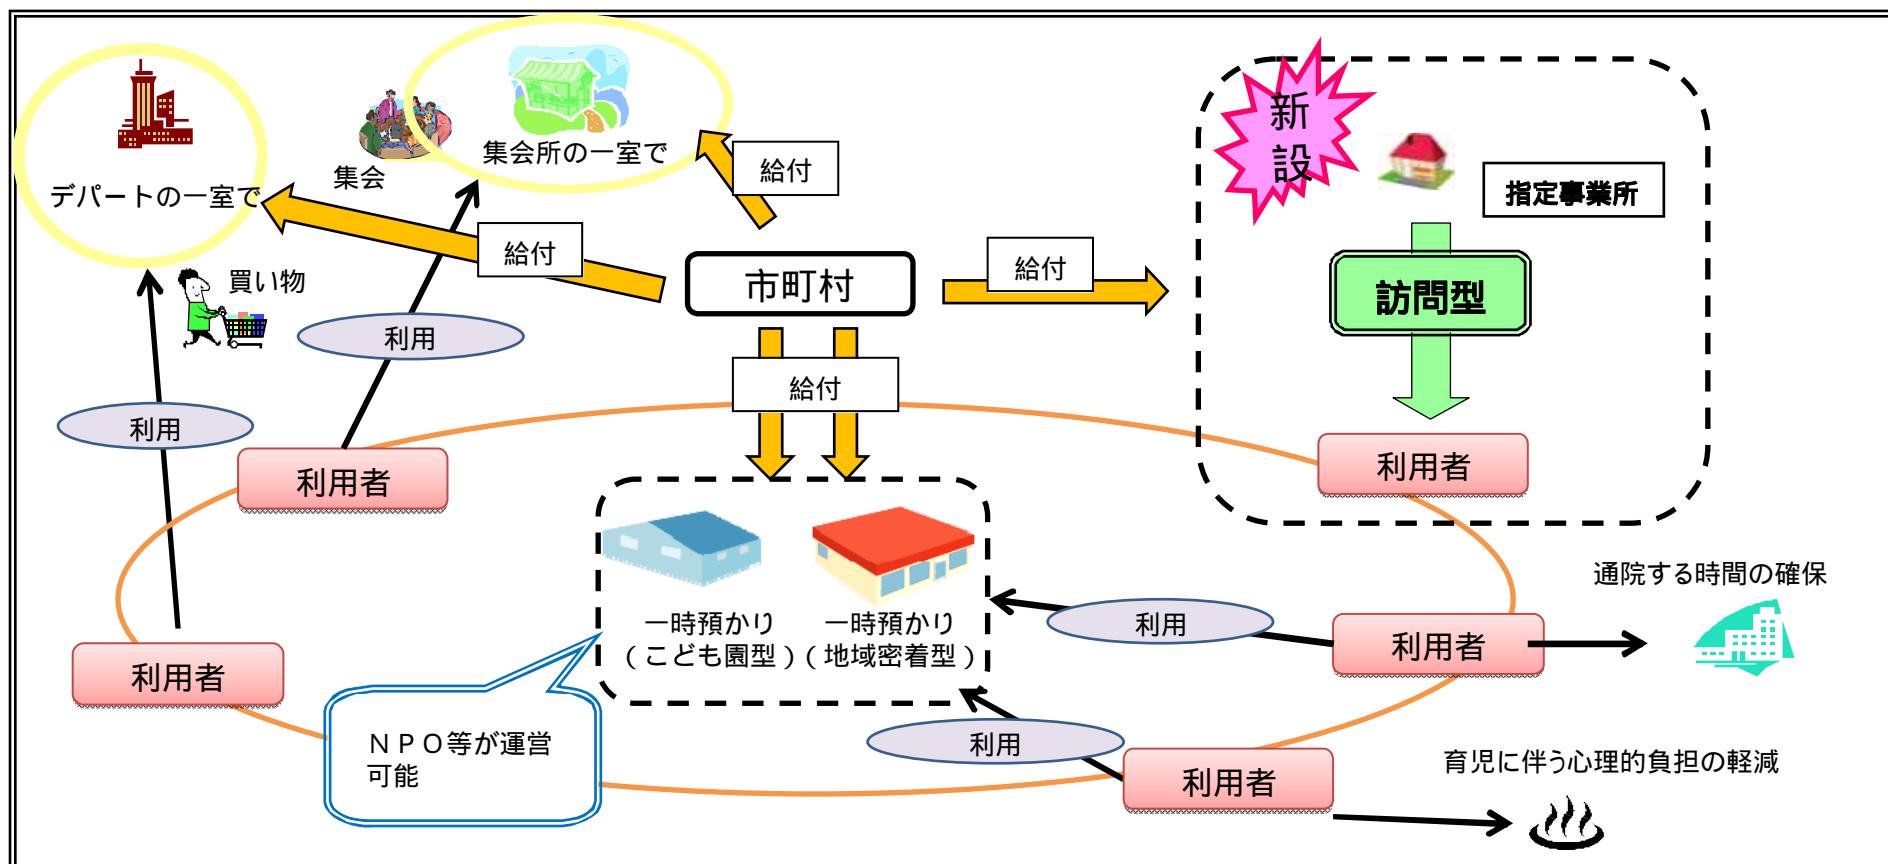 デパートの一室で
集会
集会所の一室で
給付
給付
給付
給付
新
設
指定事業所
訪問型
市町村
買い物
利用
利用
利用者
利用者
利用者
一時預かり
(こども園型)
一時預かり
(地域密着型)
利用
利用者
通院する時間の確保
NPO等が運営
可能
利用
利用者
育児に伴う心理的負担の軽減